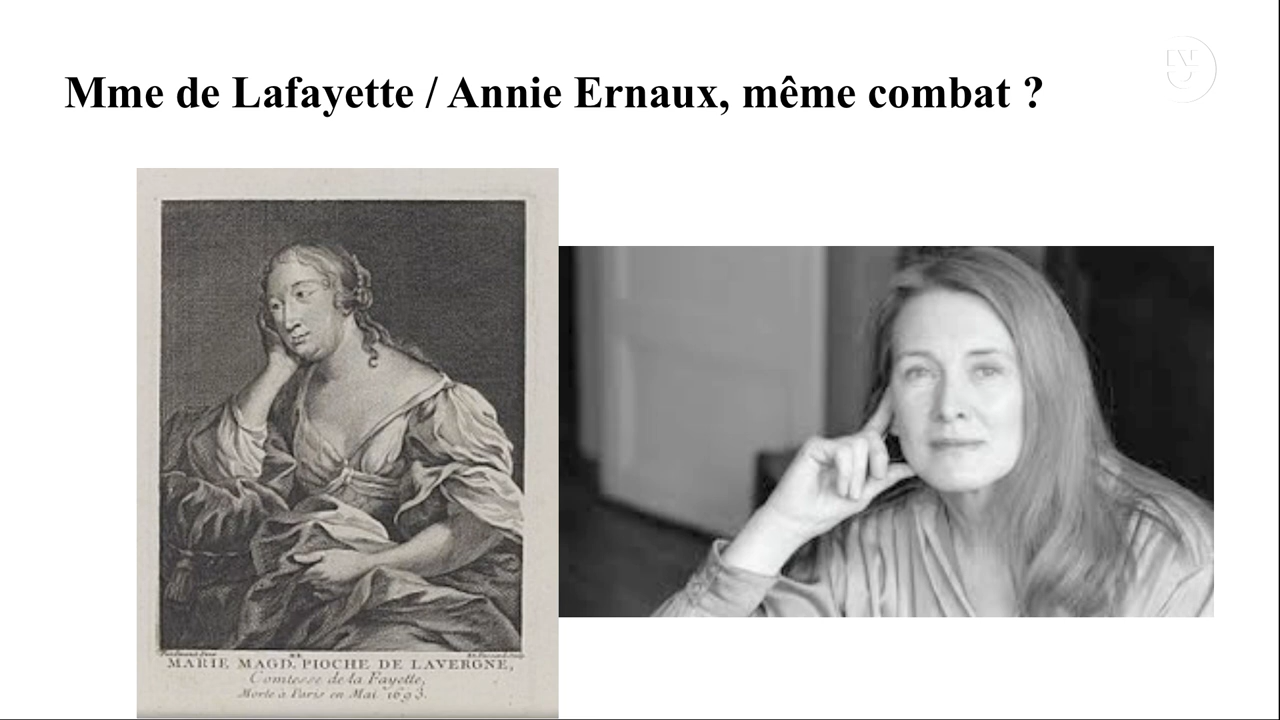 Mme de Lafayette / Annie Ernaux, même combat ?
MARIE MAGD. PIOCHE DE LAVERGNE,
Comtesse de la Fayette,
Morte à Paris en Mai 1693.